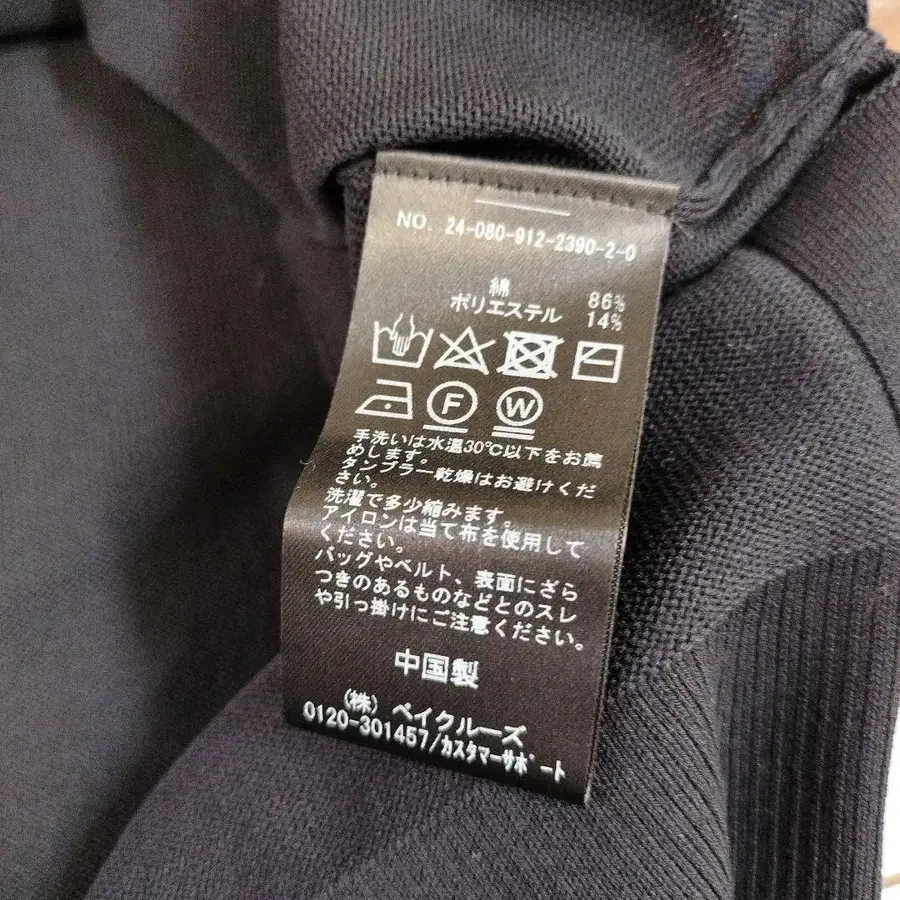 NO. 24-080-912-2390-2-0
綿 86%
ポリエステル 14%
F W
手洗いは水温30℃以下をお薦
めします。
タンブラー乾燥はお避けくだ
さい。
洗濯で多少縮みます。
アイロンは当て布を使用して
ください。
バッグやベルト、表面にざら
つきのあるものなどとのスレ
や引っ掛けにご注意ください。
中国製
(株) ベイクルーズ
0120-301457/カスタマーサポート